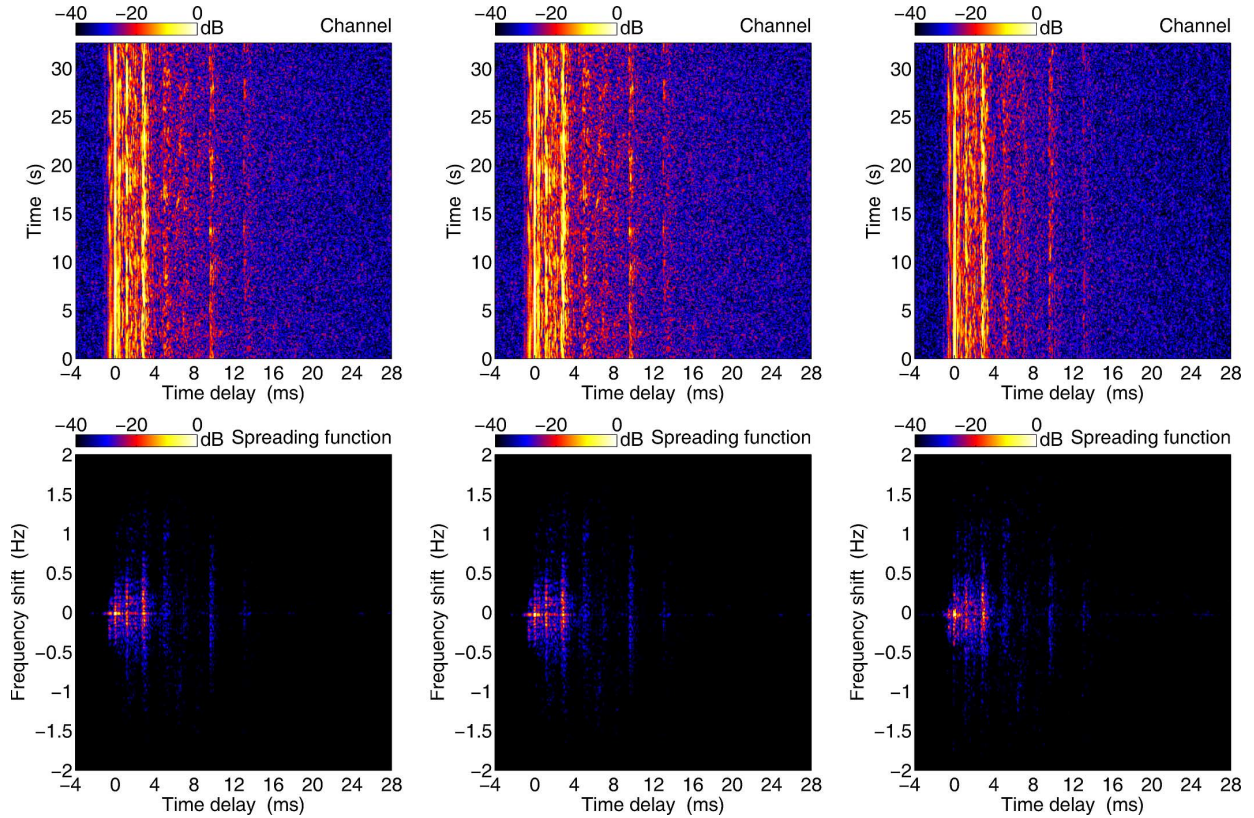 −40 −20 0 dB Channel
30
25
20
15
10
5
0
Time (s)
−4 0 4 8 12 16 20 24 28
Time delay (ms)
−40 −20 0 dB Channel
30
25
20
15
10
5
0
Time (s)
−4 0 4 8 12 16 20 24 28
Time delay (ms)
−40 −20 0 dB Channel
30
25
20
15
10
5
0
Time (s)
−4 0 4 8 12 16 20 24 28
Time delay (ms)
−40 −20 0 dB Spreading function
2
1.5
1
0.5
0
−0.5
−1
−1.5
−2
Frequency shift (Hz)
−4 0 4 8 12 16 20 24 28
Time delay (ms)
−40 −20 0 dB Spreading function
2
1.5
1
0.5
0
−0.5
−1
−1.5
−2
Frequency shift (Hz)
−4 0 4 8 12 16 20 24 28
Time delay (ms)
−40 −20 0 dB Spreading function
2
1.5
1
0.5
0
−0.5
−1
−1.5
−2
Frequency shift (Hz)
−4 0 4 8 12 16 20 24 28
Time delay (ms)